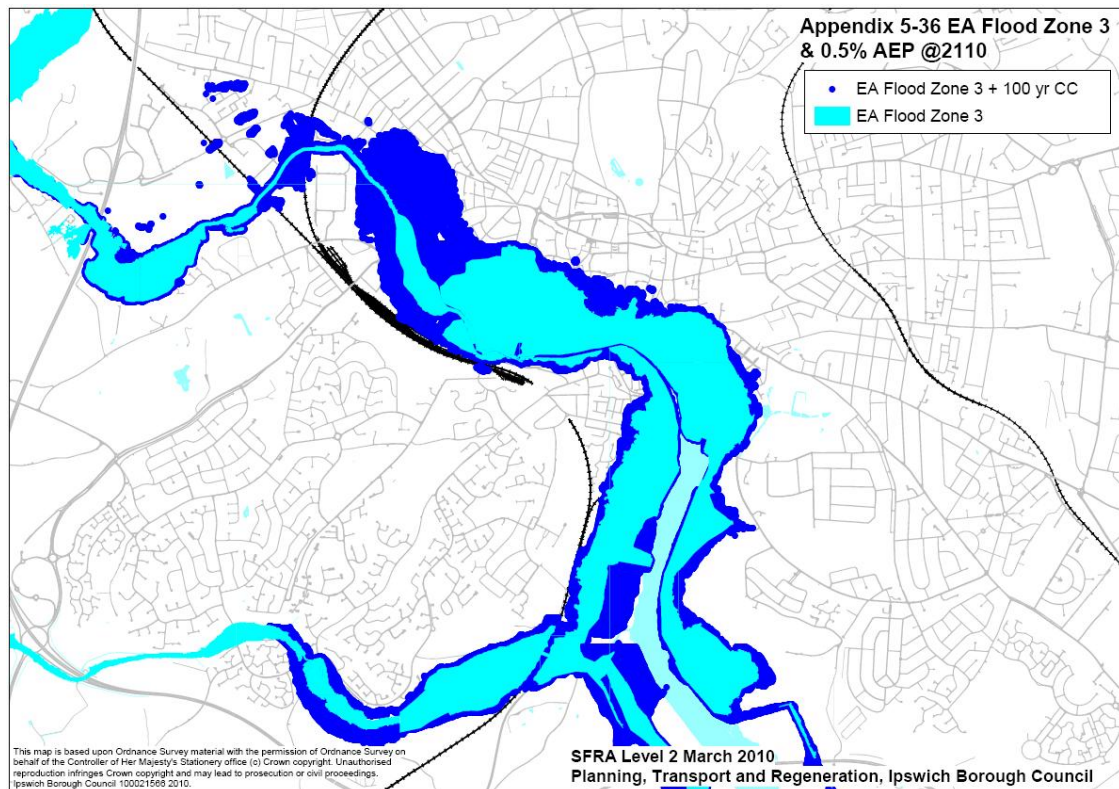 Appendix 5-36 EA Flood Zone 3
& 0.5% AEP @2110
EA Flood Zone 3 + 100 yr CC
EA Flood Zone 3
This map is based upon Ordnance Survey material with the permission of Ordnance Survey on
behalf of the Controller of Her Majesty's Stationery office (c) Crown copyright. Unauthorised
reproduction infringes Crown copyright and may lead to prosecution or civil proceedings.
Ipswich Borough Council 100021566 2010.
SFRA Level 2 March 2010
Planning, Transport and Regeneration, Ipswich Borough Council